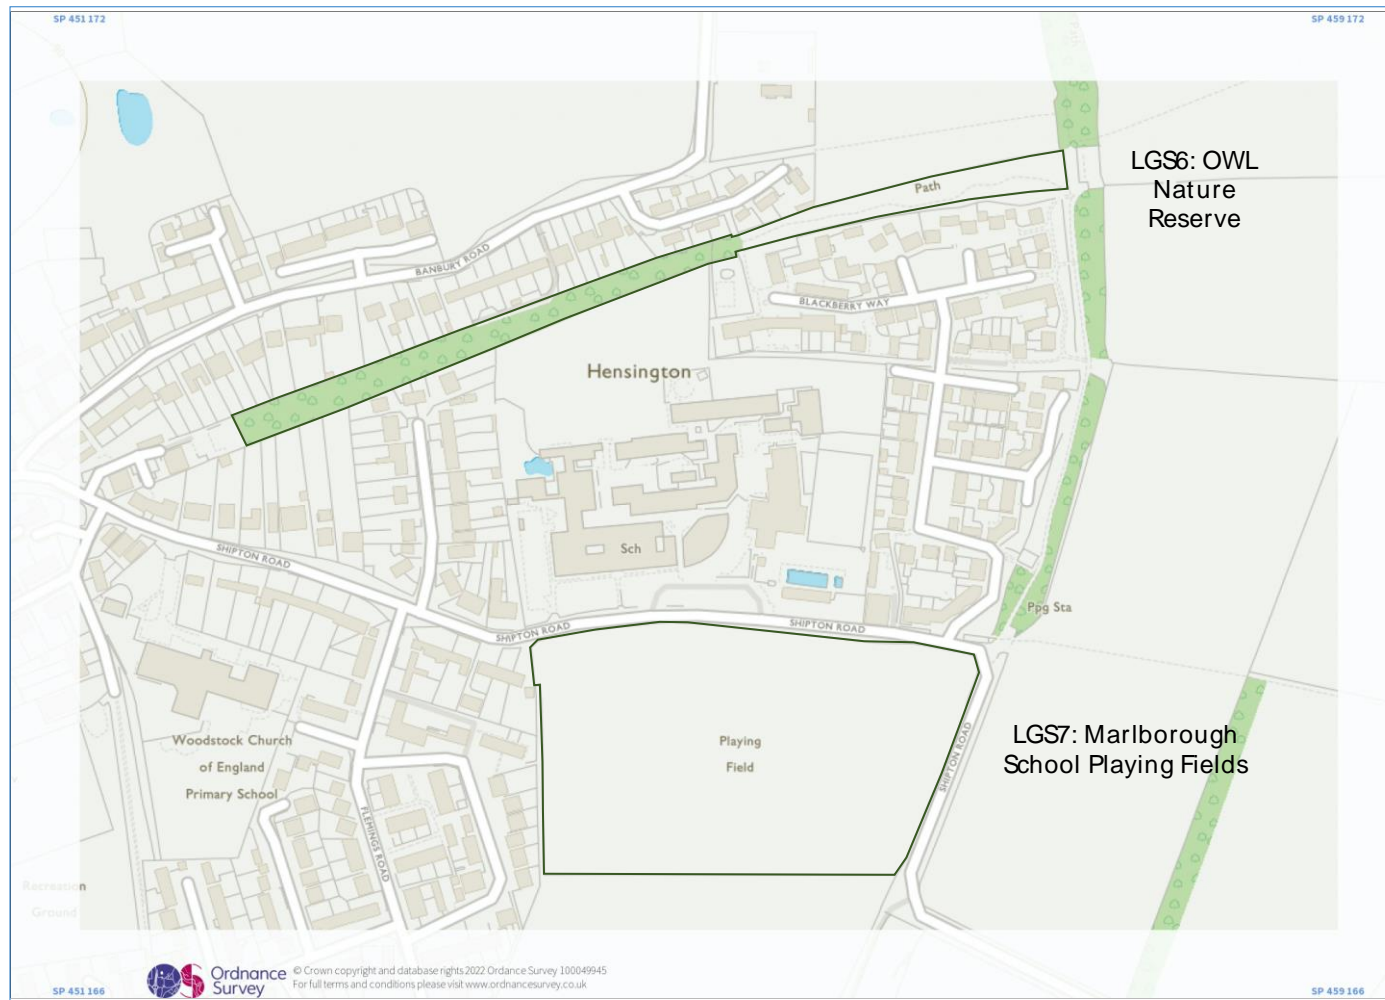 SP 451 172
SP 459 172
Path
LGS6: OWL
Nature
Reserve
Path
BANBURY ROAD
BLACKBERRY WAY
Hensington
SHIPTON ROAD
Sch
Ppg Sta
SHIPTON ROAD
SHIPTON ROAD
Woodstock Church
of England
Primary School
Playing
Field
SHIPTON ROAD
LGS7: Marlborough
School Playing Fields
FLEMINGS ROAD
Recreation
Ground
Ordnance
Survey
© Crown copyright and database rights 2022 Ordance Survey 100049945
For full terms and conditions please visit www.ordnancesurvey.co.uk
SP 451 166
SP 459 166